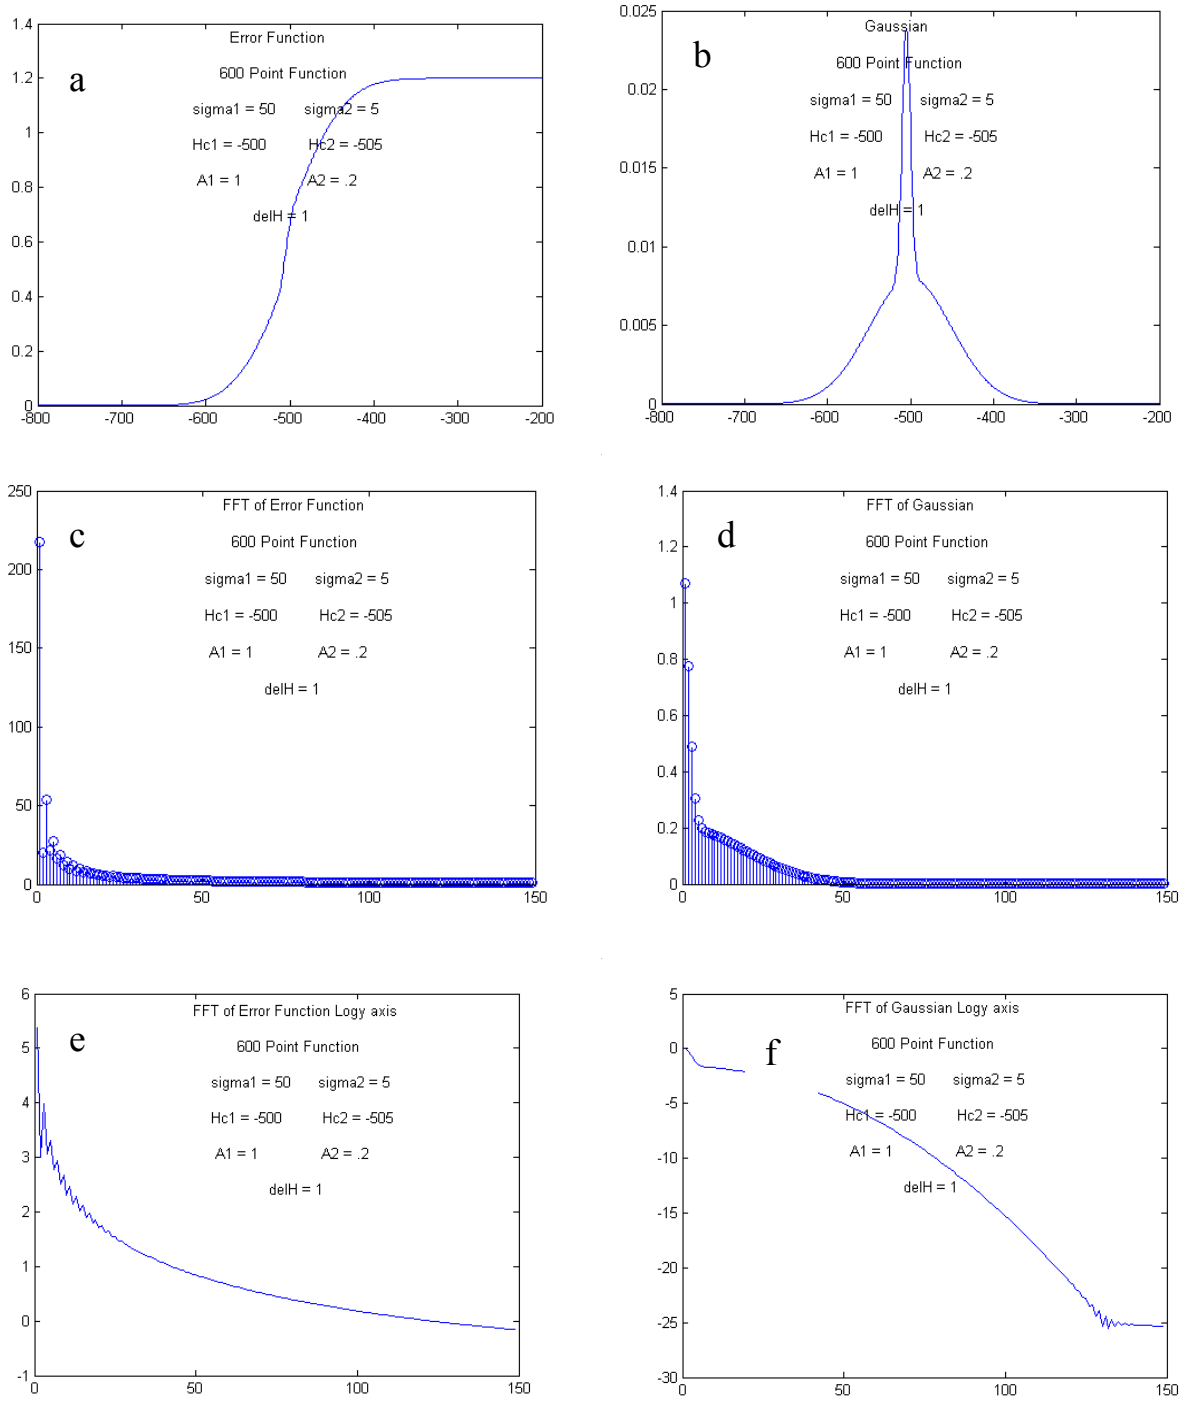 a
Error Function
600 Point Function
sigma1 = 50 sigma2 = 5
Hc1 = -500 Hc2 = -505
A1 = 1 A2 = .2
delH = 1
1.4
1.2
1
0.8
0.6
0.4
0.2
0
-800 -700 -600 -500 -400 -300 -200
b
Gaussian
600 Point Function
sigma1 = 50 sigma2 = 5
Hc1 = -500 Hc2 = -505
A1 = 1 A2 = .2
delH = 1
0.025
0.02
0.015
0.01
0.005
0
-800 -700 -600 -500 -400 -300 -200
c
FFT of Error Function
600 Point Function
sigma1 = 50 sigma2 = 5
Hc1 = -500 Hc2 = -505
A1 = 1 A2 = .2
delH = 1
250
200
150
100
50
0
0 50 100 150
d
FFT of Gaussian
600 Point Function
sigma1 = 50 sigma2 = 5
Hc1 = -500 Hc2 = -505
A1 = 1 A2 = .2
delH = 1
1.4
1.2
1
0.8
0.6
0.4
0.2
0
0 50 100 150
e
FFT of Error Function Logy axis
600 Point Function
sigma1 = 50 sigma2 = 5
Hc1 = -500 Hc2 = -505
A1 = 1 A2 = .2
delH = 1
6
5
4
3
2
1
0
-1
0 50 100 150
f
FFT of Gaussian Logy axis
600 Point Function
sigma1 = 50 sigma2 = 5
Hc1 = -500 Hc2 = -505
A1 = 1 A2 = .2
delH = 1
5
0
-5
-10
-15
-20
-25
-30
0 50 100 150